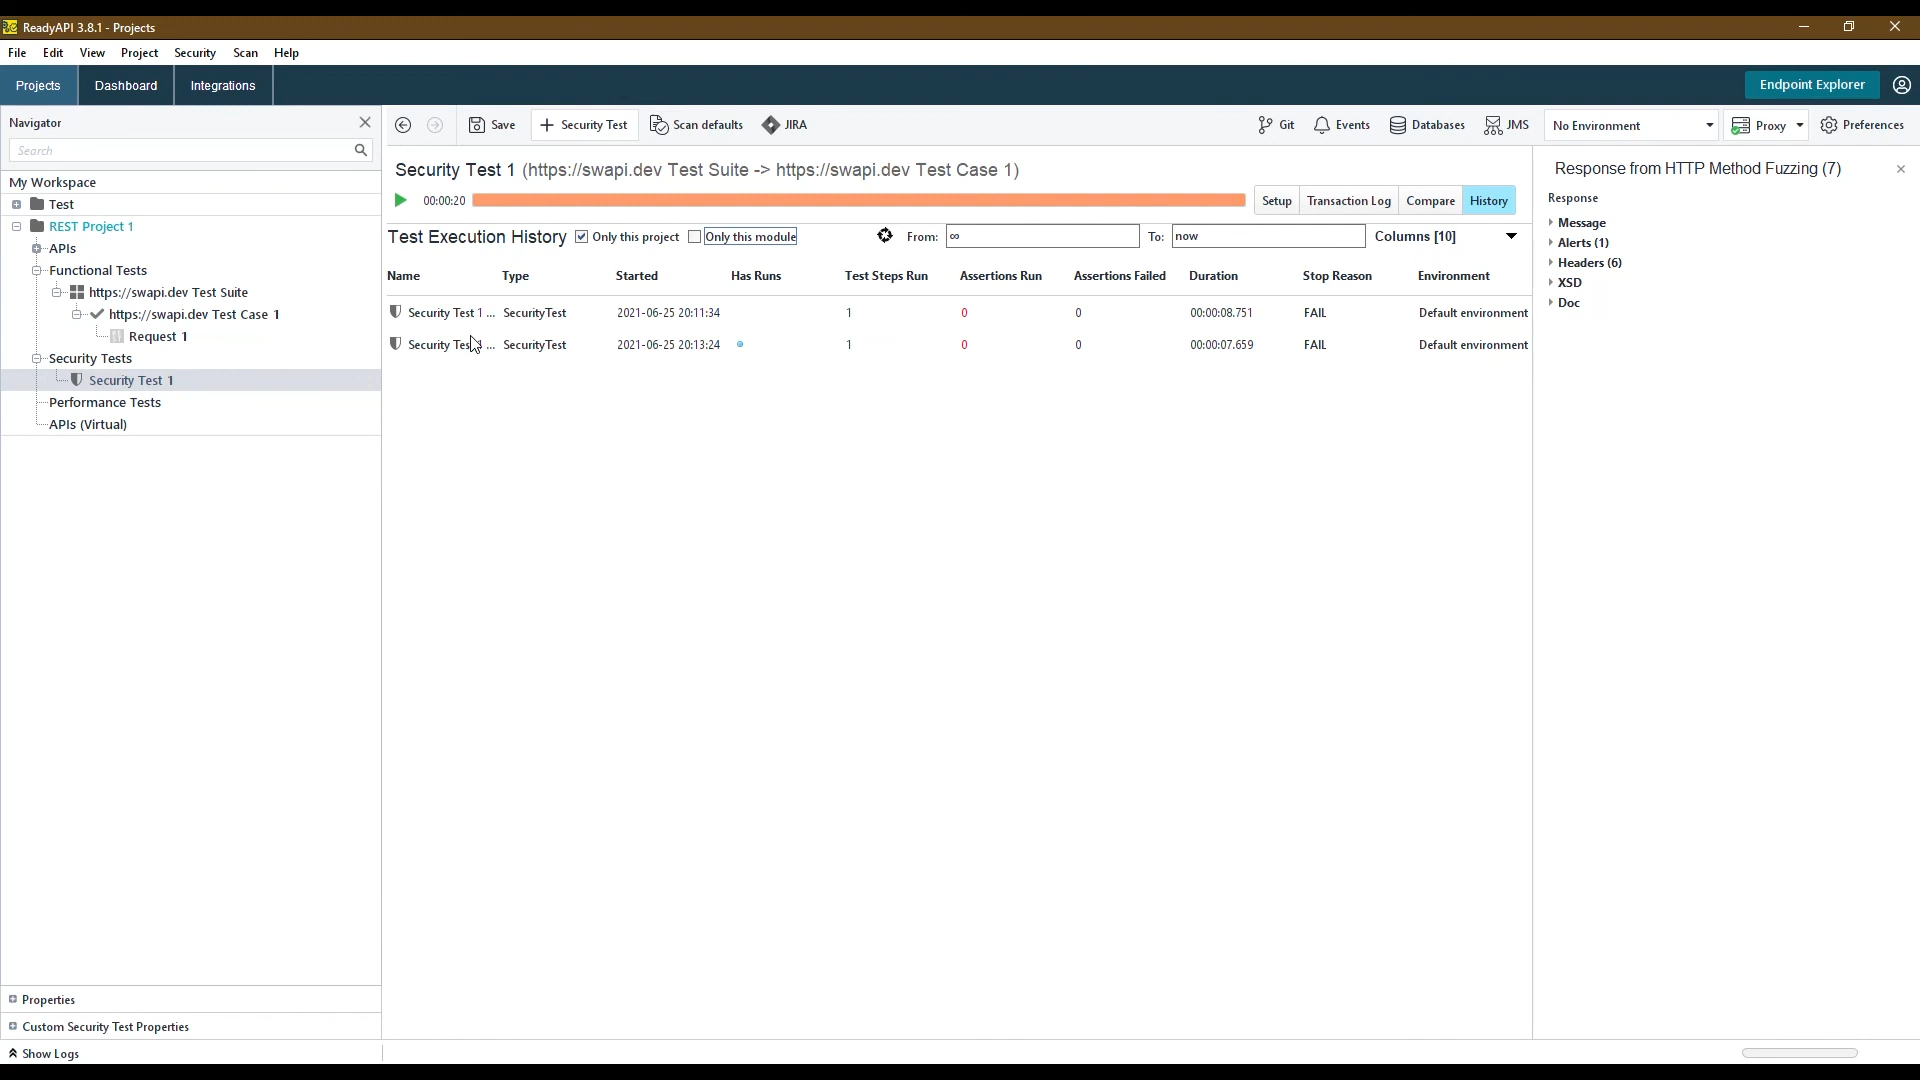 ReadyAPI 3.8.1 - Projects
File Edit View Project Security Scan Help
Projects Dashboard Integrations Endpoint Explorer
Navigator
Search
My Workspace
Test
REST Project 1
APIs
Functional Tests
https://swapi.dev Test Suite
https://swapi.dev Test Case 1
Request 1
Security Tests
Security Test 1
Performance Tests
APIs (Virtual)
Properties
Custom Security Test Properties
Show Logs
Save Security Test Scan defaults JIRA Git Events Databases JMS No Environment Proxy Preferences
Security Test 1 (https://swapi.dev Test Suite -> https://swapi.dev Test Case 1)
00:00:20 Setup Transaction Log Compare History
Test Execution History Only this project Only this module From: ∞ To: now Columns [10]
Name Type Started Has Runs Test Steps Run Assertions Run Assertions Failed Duration Stop Reason Environment
Security Test 1 ... SecurityTest 2021-06-25 20:11:34 1 0 0 00:00:08.751 FAIL Default environment
Security ... SecurityTest 2021-06-25 20:13:24 1 0 0 00:00:07.659 FAIL Default environment
Response from HTTP Method Fuzzing (7)
Response
Message
Alerts (1)
Headers (6)
XSD
Doc